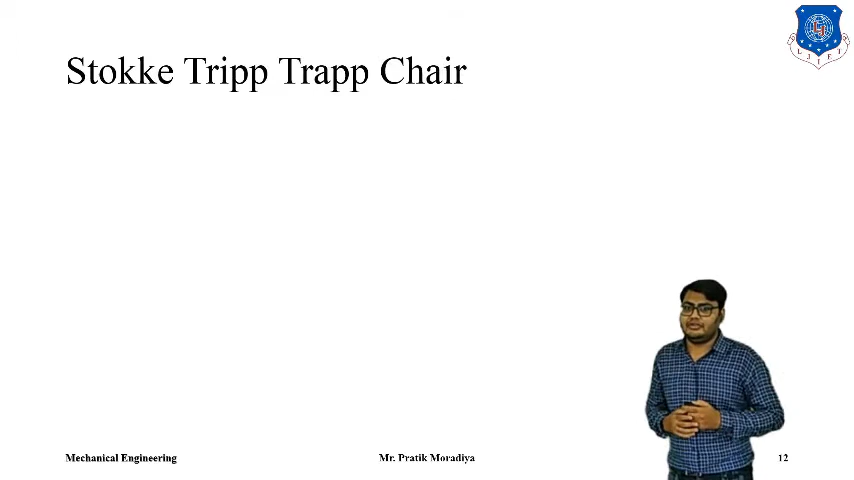 Stokke Tripp Trapp Chair
L J I E T
Mechanical Engineering
Mr. Pratik Moradiya
12